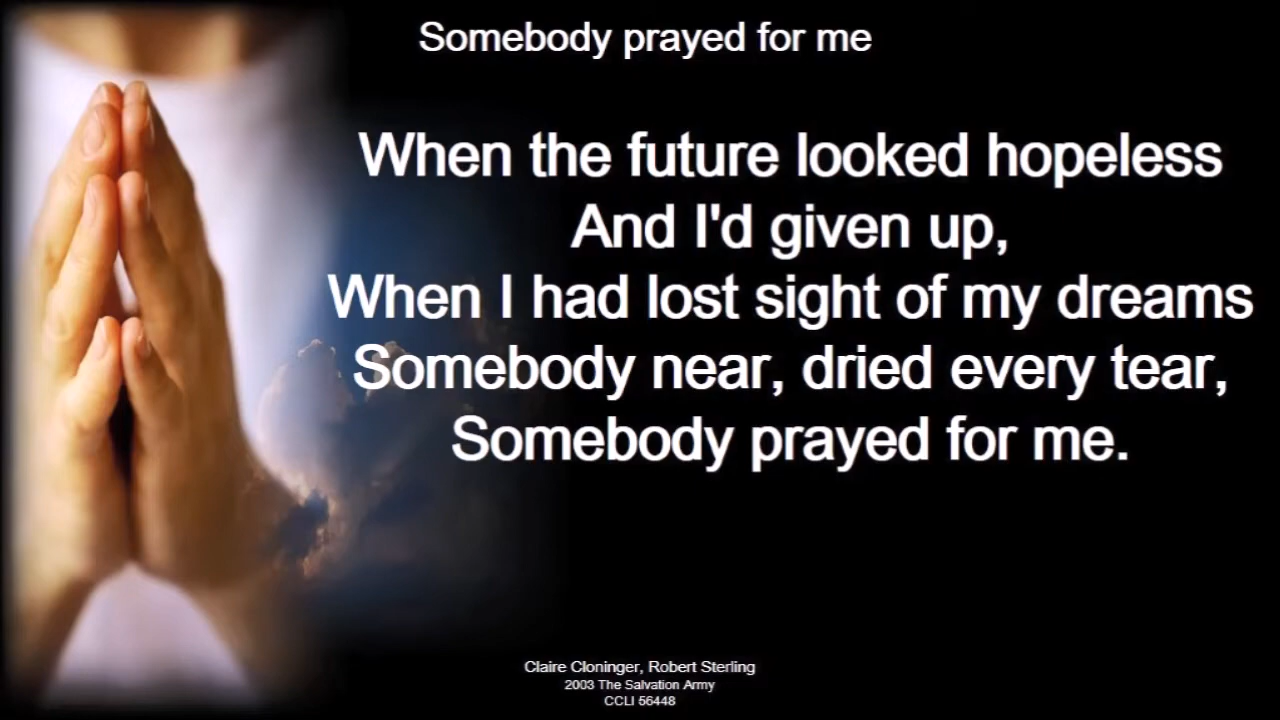 Somebody prayed for me
When the future looked hopeless
And I'd given up,
When I had lost sight of my dreams
Somebody near, dried every tear,
Somebody prayed for me.
Claire Cloninger, Robert Sterling
2003 The Salvation Army
CCLI 56448